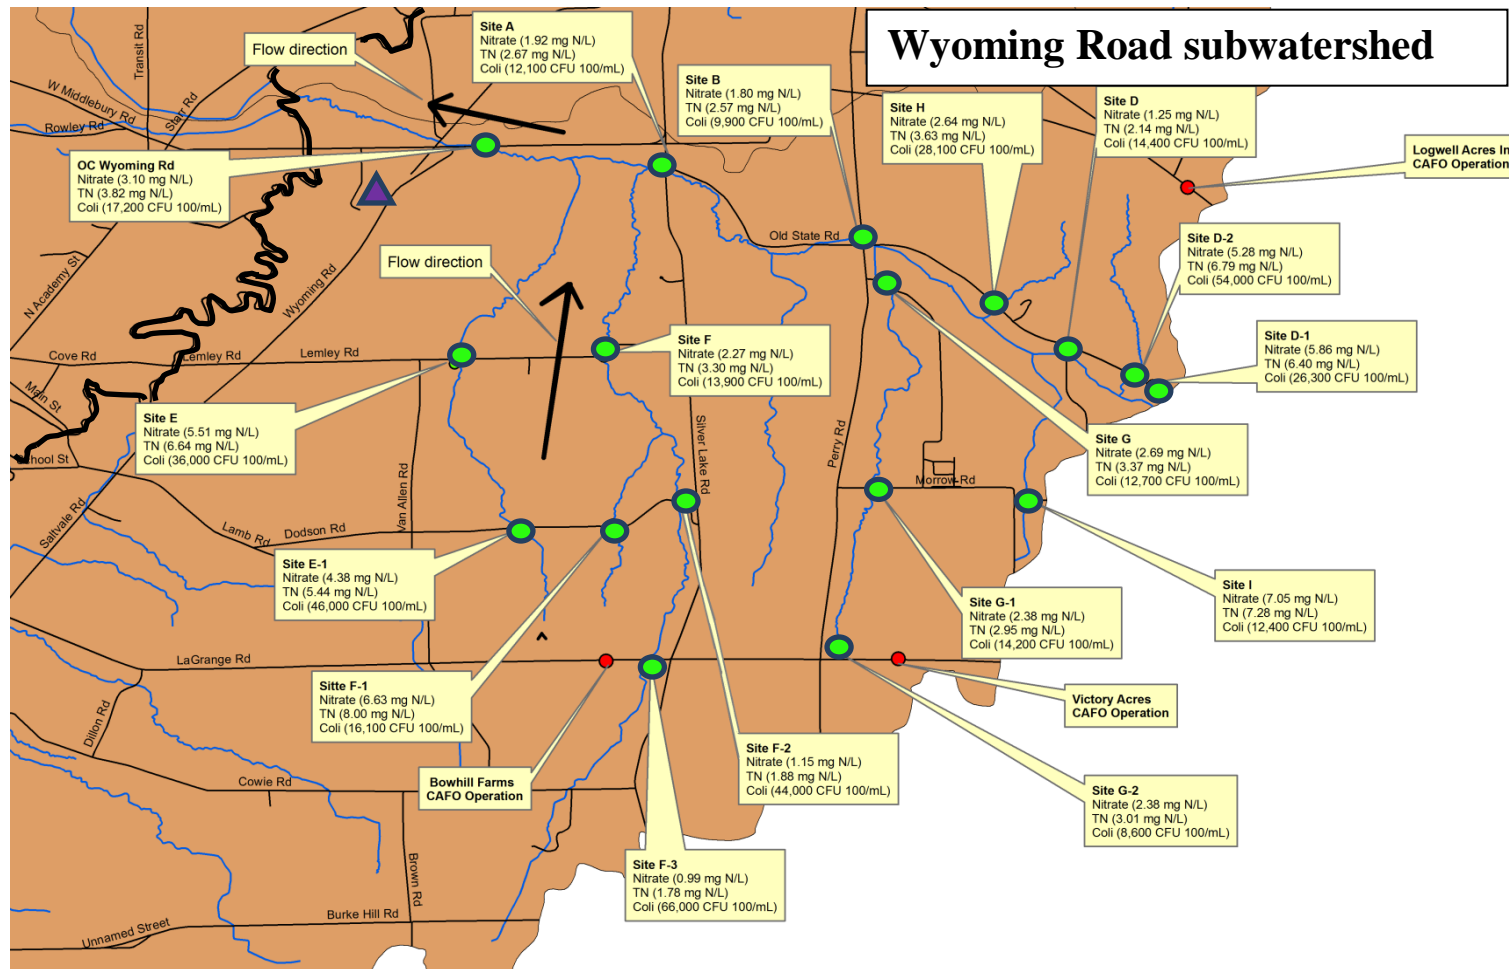 Wyoming Road subwatershed
Flow direction
Site A
Nitrate (1.92 mg N/L)
TN (2.67 mg N/L)
Coli (12,100 CFU 100/mL)
Site B
Nitrate (1.80 mg N/L)
TN (2.57 mg N/L)
Coli (9,900 CFU 100/mL)
Site H
Nitrate (2.64 mg N/L)
TN (3.63 mg N/L)
Coli (28,100 CFU 100/mL)
Site D
Nitrate (1.25 mg N/L)
TN (2.14 mg N/L)
Coli (14,400 CFU 100/mL)
Logwell Acres In
CAFO Operation
Transit Rd
W Middlebury Rd
Starr Rd
Rowley Rd
OC Wyoming Rd
Nitrate (3.10 mg N/L)
TN (3.82 mg N/L)
Coli (17,200 CFU 100/mL)
Old State Rd
Site D-2
Nitrate (5.28 mg N/L)
TN (6.79 mg N/L)
Coli (54,000 CFU 100/mL)
Flow direction
N Academy St
Wyoming Rd
Site D-1
Nitrate (5.86 mg N/L)
TN (6.40 mg N/L)
Coli (26,300 CFU 100/mL)
Site F
Nitrate (2.27 mg N/L)
TN (3.30 mg N/L)
Coli (13,900 CFU 100/mL)
Cove Rd
Lemley Rd
Lemley Rd
Main St
Site E
Nitrate (5.51 mg N/L)
TN (6.64 mg N/L)
Coli (36,000 CFU 100/mL)
Silver Lake Rd
Perry Rd
Site G
Nitrate (2.69 mg N/L)
TN (3.37 mg N/L)
Coli (12,700 CFU 100/mL)
School St
Saltvale Rd
Van Allen Rd
Morrow Rd
Lamb Rd
Dodson Rd
Site E-1
Nitrate (4.38 mg N/L)
TN (5.44 mg N/L)
Coli (46,000 CFU 100/mL)
Site I
Nitrate (7.05 mg N/L)
TN (7.28 mg N/L)
Coli (12,400 CFU 100/mL)
Site G-1
Nitrate (2.38 mg N/L)
TN (2.95 mg N/L)
Coli (14,200 CFU 100/mL)
LaGrange Rd
Sitte F-1
Nitrate (6.63 mg N/L)
TN (8.00 mg N/L)
Coli (16,100 CFU 100/mL)
Victory Acres
CAFO Operation
Dillon Rd
Site F-2
Nitrate (1.15 mg N/L)
TN (1.88 mg N/L)
Coli (44,000 CFU 100/mL)
Bowhill Farms
CAFO Operation
Cowie Rd
Site G-2
Nitrate (2.38 mg N/L)
TN (3.01 mg N/L)
Coli (8,600 CFU 100/mL)
Site F-3
Nitrate (0.99 mg N/L)
TN (1.78 mg N/L)
Coli (66,000 CFU 100/mL)
Brown Rd
Burke Hill Rd
Unnamed Street